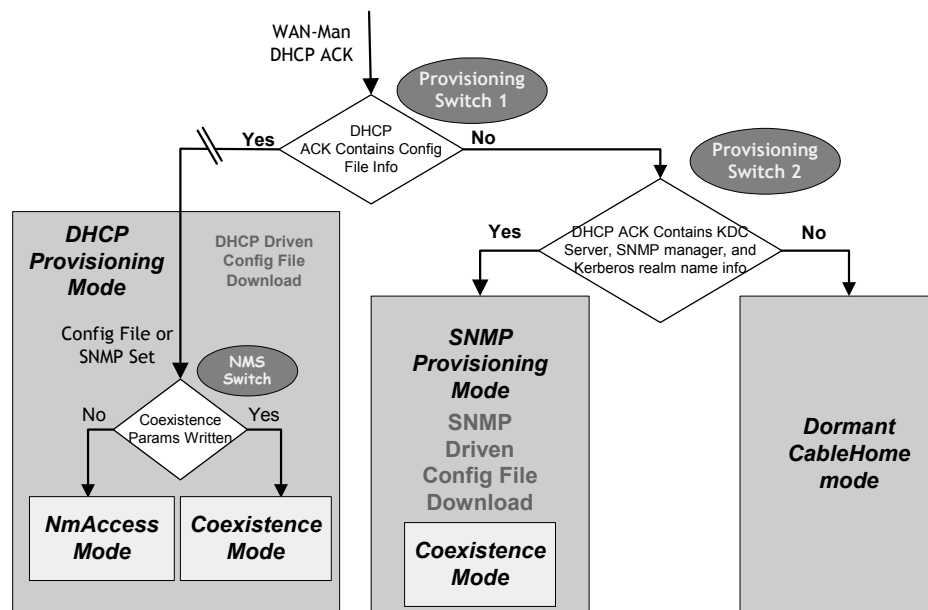 WAN-Man
DHCP ACK
Provisioning
Switch 1
DHCP
ACK Contains Config
File Info
Yes
No
Provisioning
Switch 2
DHCP ACK Contains KDC
Server, SNMP manager, and
Kerberos realm name info
Yes
No
DHCP
Provisioning
Mode
DHCP Driven
Config File
Download
Config File or
SNMP Set
NMS
Switch
Coexistence
Params Written
No
Yes
NmAccess
Mode
Coexistence
Mode
SNMP
Provisioning
Mode
SNMP
Driven
Config File
Download
Coexistence
Mode
Dormant
CableHome
mode